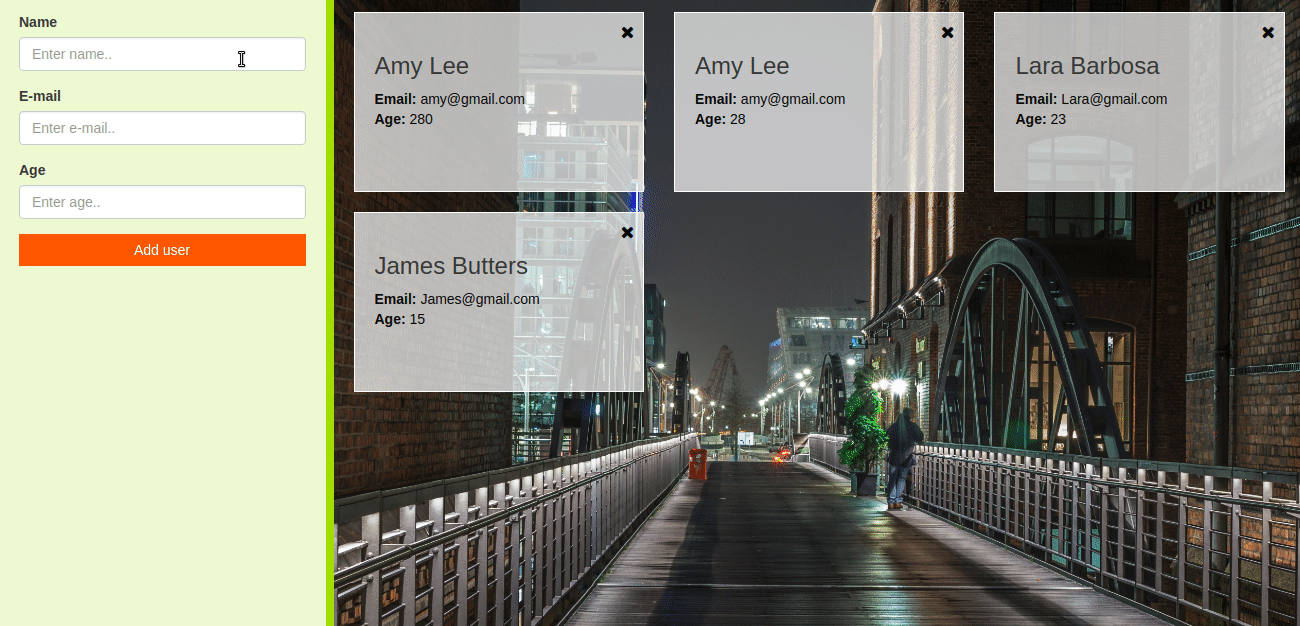 Name
Enter name..
E-mail
Enter e-mail..
Age
Enter age..
Add user
Amy Lee
Email: amy@gmail.com
Age: 280
Amy Lee
Email: amy@gmail.com
Age: 28
Lara Barbosa
Email: Lara@gmail.com
Age: 23
James Butters
Email: James@gmail.com
Age: 15